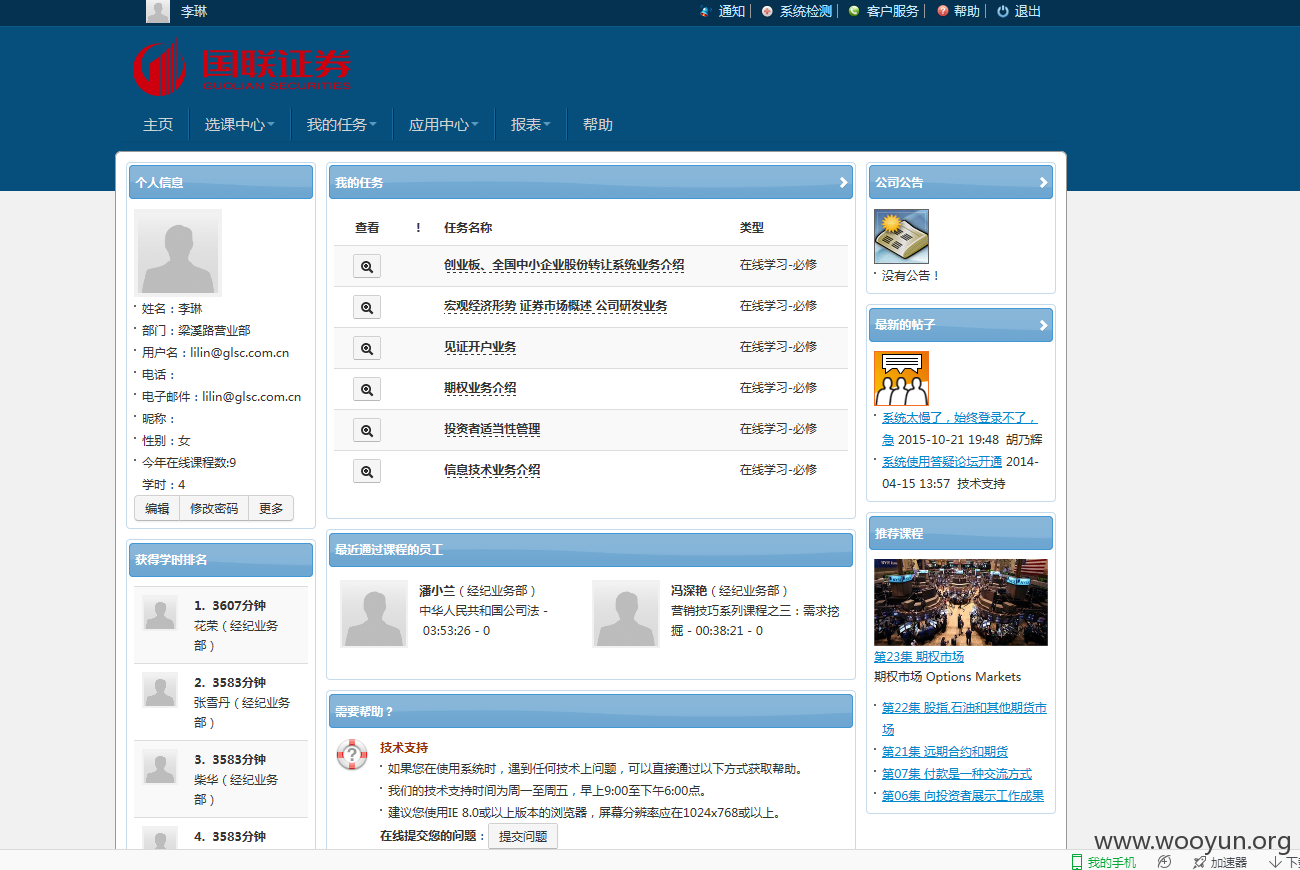 李琳
通知 系统检测 客户服务 帮助 退出
国联证券
GUOLIAN SECURITIES
主页 选课中心 我的任务 应用中心 报表 帮助
个人信息
姓名：李琳
部门：梁溪路营业部
用户名：lilin@glsc.com.cn
电话：
电子邮件：lilin@glsc.com.cn
昵称：
性别：女
今年在线课程数:9
学时：4
编辑 修改密码 更多
获得学时排名
1. 3607分钟
花荣（经纪业务
部）
2. 3583分钟
张雪丹（经纪业务
部）
3. 3583分钟
柴华（经纪业务
部）
4. 3583分钟
我的任务
查看 ! 任务名称 类型
创业板、全国中小企业股份转让系统业务介绍 在线学习-必修
宏观经济形势 证券市场概述 公司研发业务 在线学习-必修
见证开户业务 在线学习-必修
期权业务介绍 在线学习-必修
投资者适当性管理 在线学习-必修
信息技术业务介绍 在线学习-必修
最近通过课程的员工
潘小兰（经纪业务部）
中华人民共和国公司法 -
03:53:26 - 0
冯深艳（经纪业务部）
营销技巧系列课程之三：需求挖
掘 - 00:38:21 - 0
需要帮助？
技术支持
如果您在使用系统时，遇到任何技术上问题，可以直接通过以下方式获取帮助。
我们的技术支持时间为周一至周五，早上9:00至下午6:00点。
建议您使用IE 8.0或以上版本的浏览器，屏幕分辨率应在1024x768或以上。
在线提交您的问题： 提交问题
公司公告
没有公告！
最新的帖子
系统太慢了，始终登录不了，
急 2015-10-21 19:48 胡乃辉
系统使用答疑论坛开通 2014-
04-15 13:57 技术支持
推荐课程
第23集 期权市场
期权市场 Options Markets
第22集 股指,石油和其他期货市
场
第21集 远期合约和期货
第07集 付款是一种交流方式
第06集 向投资者展示工作成果
www.wooyun.org
我的手机 加速器 下